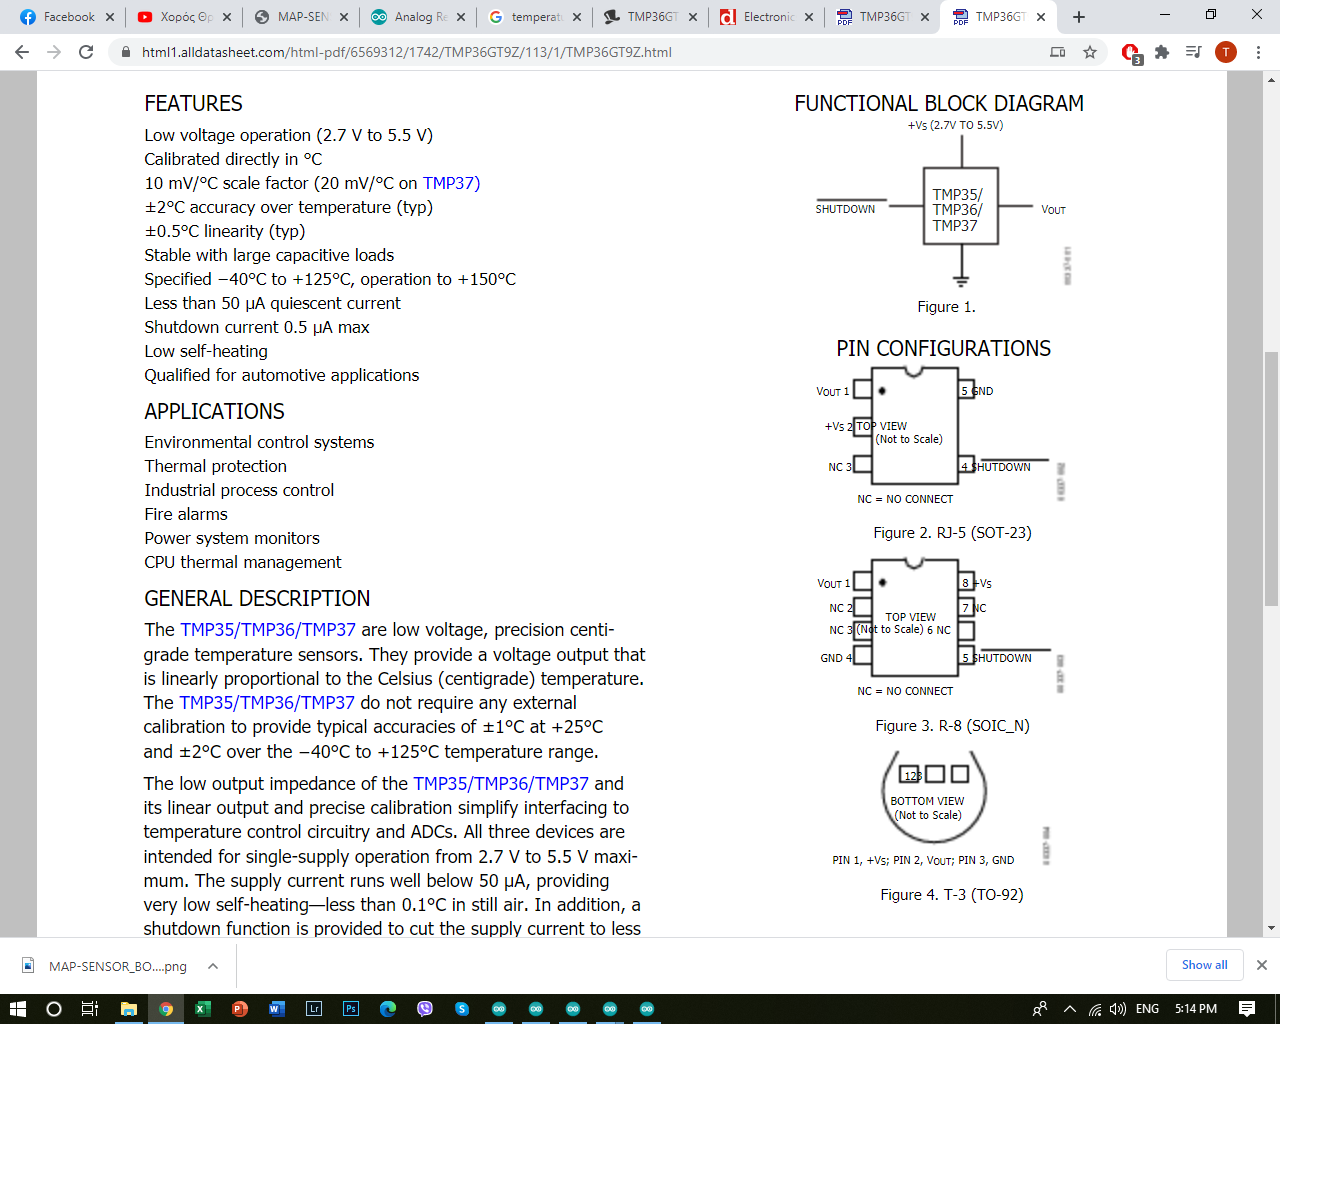 Facebook
Χορός Θρ
MAP-SEN
Analog Re
temperatu
TMP36GT
Electronic
TMP36GT
TMP36GT
html1.alldatasheet.com/html-pdf/6569312/1742/TMP36GT9Z/113/1/TMP36GT9Z.html
3
T
FEATURES
Low voltage operation (2.7 V to 5.5 V)
Calibrated directly in °C
10 mV/°C scale factor (20 mV/°C on TMP37)
±2°C accuracy over temperature (typ)
±0.5°C linearity (typ)
Stable with large capacitive loads
Specified −40°C to +125°C, operation to +150°C
Less than 50 µA quiescent current
Shutdown current 0.5 µA max
Low self-heating
Qualified for automotive applications
APPLICATIONS
Environmental control systems
Thermal protection
Industrial process control
Fire alarms
Power system monitors
CPU thermal management
GENERAL DESCRIPTION
The TMP35/TMP36/TMP37 are low voltage, precision centi-
grade temperature sensors. They provide a voltage output that
is linearly proportional to the Celsius (centigrade) temperature.
The TMP35/TMP36/TMP37 do not require any external
calibration to provide typical accuracies of ±1°C at +25°C
and ±2°C over the −40°C to +125°C temperature range.
The low output impedance of the TMP35/TMP36/TMP37 and
its linear output and precise calibration simplify interfacing to
temperature control circuitry and ADCs. All three devices are
intended for single-supply operation from 2.7 V to 5.5 V maxi-
mum. The supply current runs well below 50 µA, providing
very low self-heating—less than 0.1°C in still air. In addition, a
shutdown function is provided to cut the supply current to less
FUNCTIONAL BLOCK DIAGRAM
+VS (2.7V TO 5.5V)
SHUTDOWN
TMP35/
TMP36/
TMP37
VOUT
Figure 1.
PIN CONFIGURATIONS
VOUT 1
5 GND
+VS 2 TOP VIEW
(Not to Scale)
NC 3
4 SHUTDOWN
NC = NO CONNECT
Figure 2. RJ-5 (SOT-23)
VOUT 1
8 +VS
NC 2
7 NC
TOP VIEW
NC 3 (Not to Scale) 6 NC
GND 4
5 SHUTDOWN
NC = NO CONNECT
Figure 3. R-8 (SOIC_N)
123
BOTTOM VIEW
(Not to Scale)
PIN 1, +VS; PIN 2, VOUT; PIN 3, GND
Figure 4. T-3 (TO-92)
MAP-SENSOR_BO....png
Show all
ENG
5:14 PM